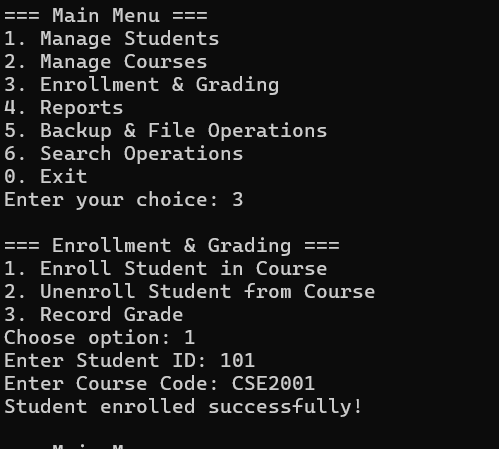 === Main Menu ===
1. Manage Students
2. Manage Courses
3. Enrollment & Grading
4. Reports
5. Backup & File Operations
6. Search Operations
0. Exit
Enter your choice: 3
=== Enrollment & Grading ===
1. Enroll Student in Course
2. Unenroll Student from Course
3. Record Grade
Choose option: 1
Enter Student ID: 101
Enter Course Code: CSE2001
Student enrolled successfully!